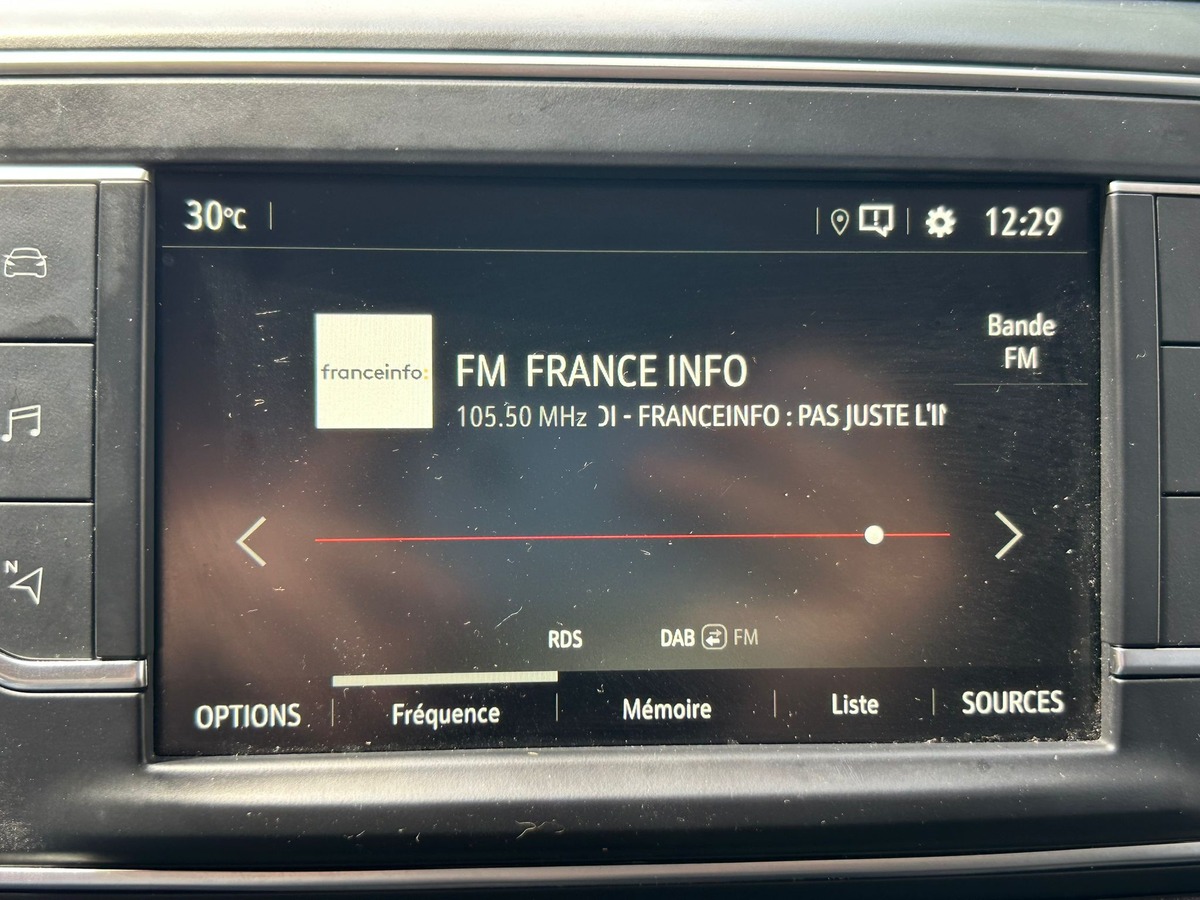 30°C
12:29
Bande
FM
franceinfo:
FM FRANCE INFO
105.50 MHz - FRANCEINFO : PAS JUSTE
N
RDS
DAB FM
OPTIONS
Fréquence
Mémoire
Liste
SOURCES